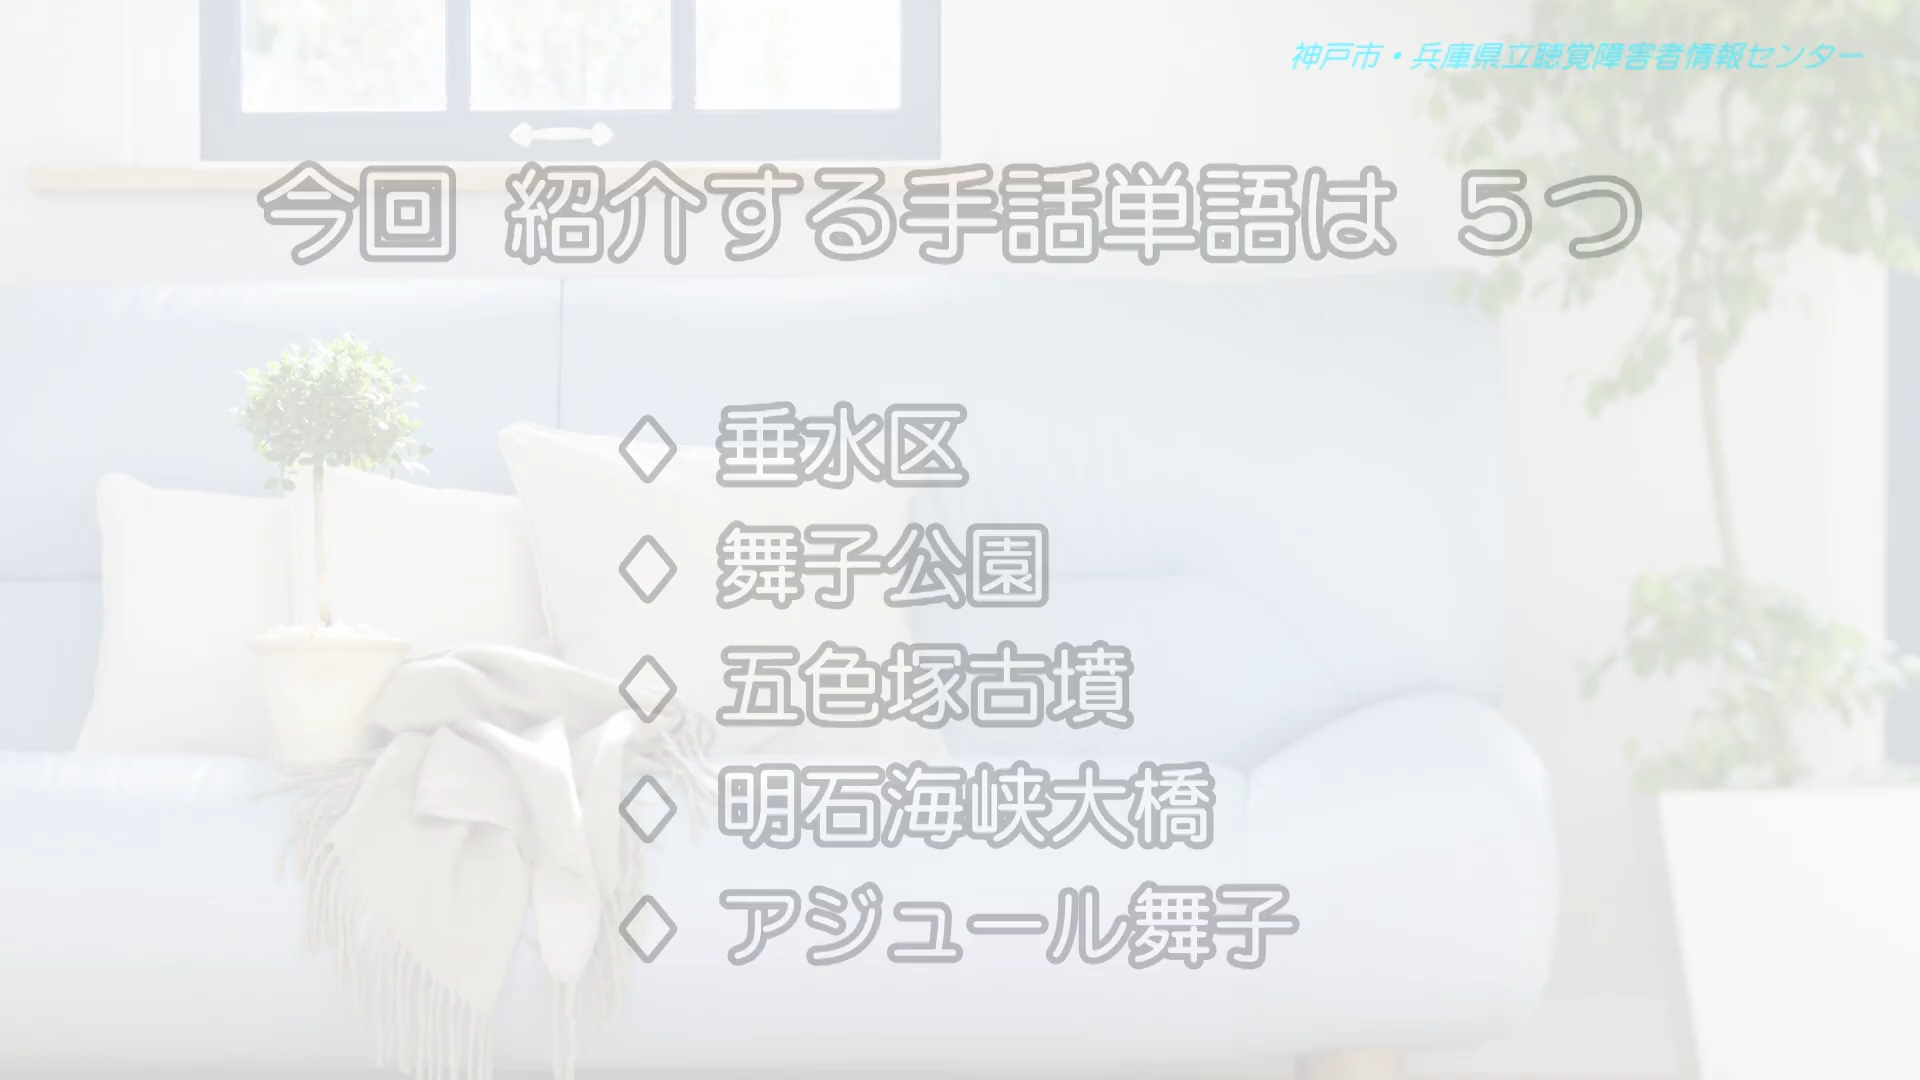 神戸市・兵庫県立聴覚障害者情報センター
今回 紹介する手話単語は 5つ
◇ 垂水区
◇ 舞子公園
◇ 五色塚古墳
◇ 明石海峡大橋
◇ アジュール舞子